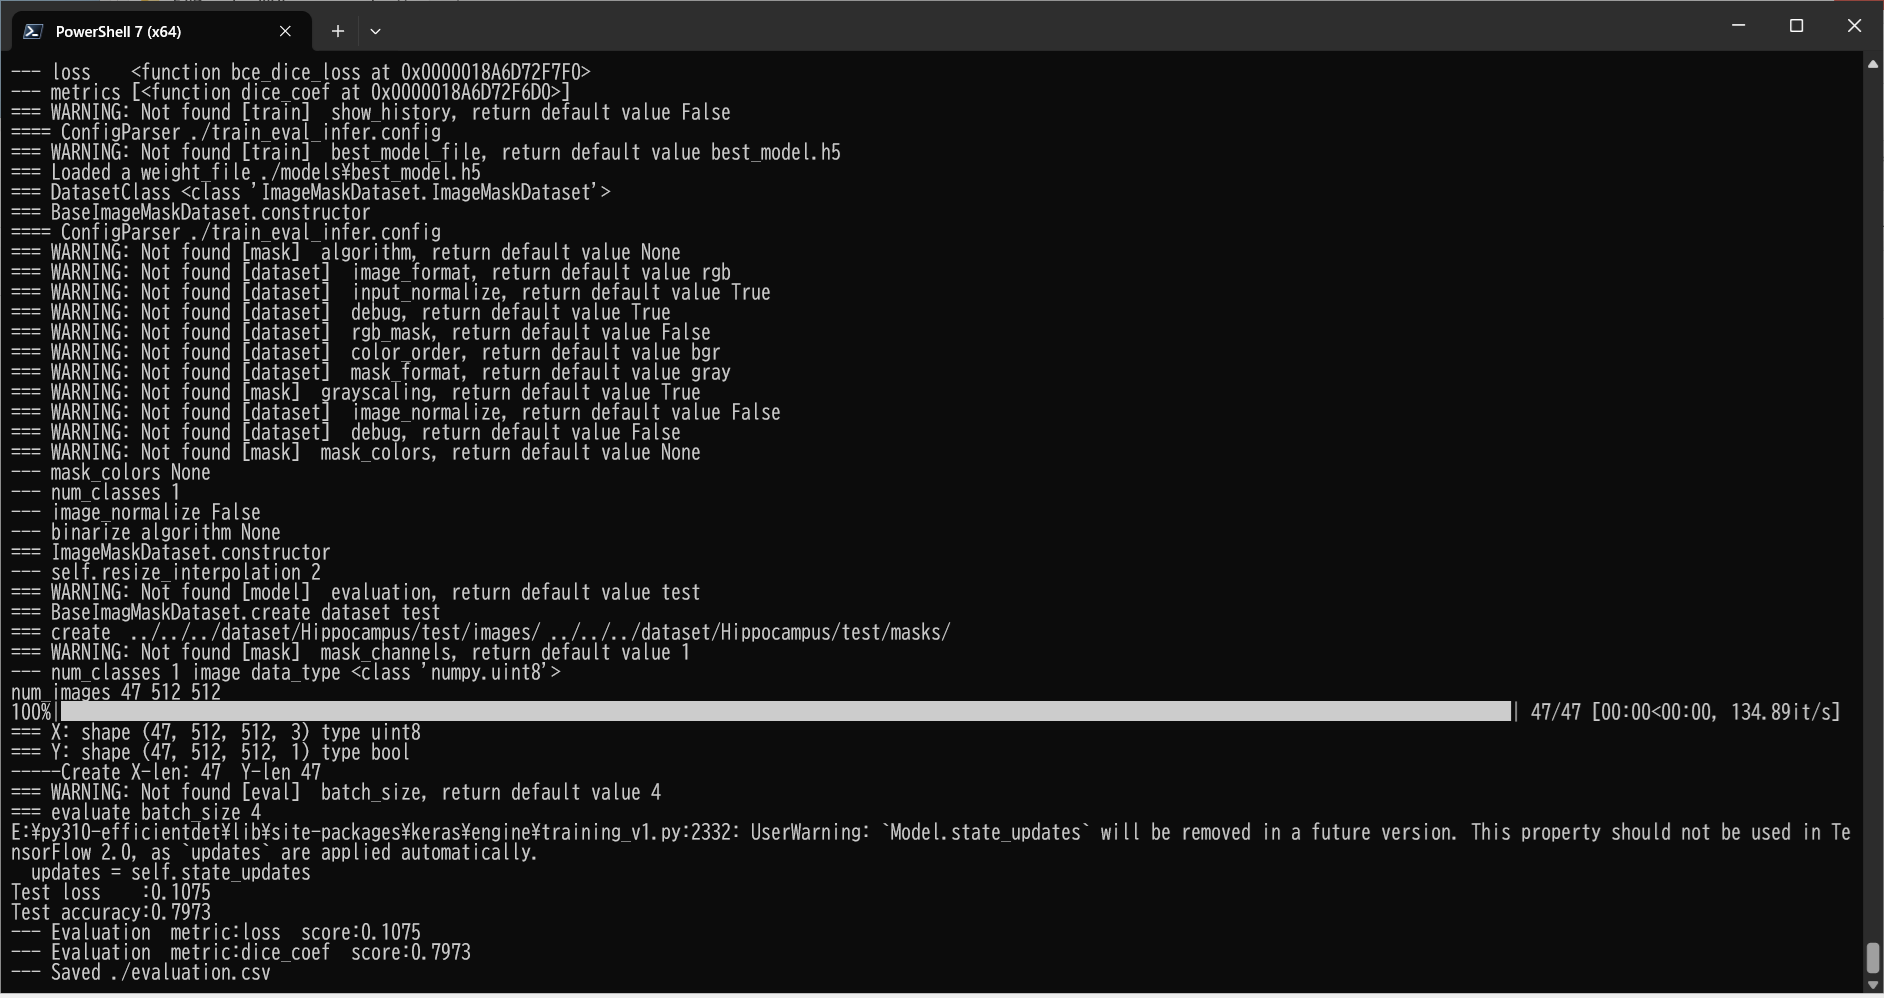 PowerShell 7 (x64)
--- loss    <function bce_dice_loss at 0x0000018A6D72F7F0>
--- metrics [<function dice_coef at 0x0000018A6D72F6D0>]
=== WARNING: Not found [train]  show_history, return default value False
==== ConfigParser ./train_eval_infer.config
=== WARNING: Not found [train]  best_model_file, return default value best_model.h5
=== Loaded a weight_file ./models¥best_model.h5
=== DatasetClass <class 'ImageMaskDataset.ImageMaskDataset'>
=== BaseImageMaskDataset.constructor
==== ConfigParser ./train_eval_infer.config
=== WARNING: Not found [mask]  algorithm, return default value None
=== WARNING: Not found [dataset]  image_format, return default value rgb
=== WARNING: Not found [dataset]  input_normalize, return default value True
=== WARNING: Not found [dataset]  debug, return default value True
=== WARNING: Not found [dataset]  rgb_mask, return default value False
=== WARNING: Not found [dataset]  color_order, return default value bgr
=== WARNING: Not found [dataset]  mask_format, return default value gray
=== WARNING: Not found [mask]  grayscaling, return default value True
=== WARNING: Not found [dataset]  image_normalize, return default value False
=== WARNING: Not found [dataset]  debug, return default value False
=== WARNING: Not found [mask]  mask_colors, return default value None
--- mask_colors None
--- num_classes 1
--- image_normalize False
--- binarize algorithm None
=== ImageMaskDataset.constructor
--- self.resize_interpolation 2
=== WARNING: Not found [model]  evaluation, return default value test
=== BaseImagMaskDataset.create dataset test
=== create  ../../../dataset/Hippocampus/test/images/ ../../../dataset/Hippocampus/test/masks/
=== WARNING: Not found [mask]  mask_channels, return default value 1
--- num_classes 1 image data_type <class 'numpy.uint8'>
num_images 47 512 512
100%| | 47/47 [00:00<00:00, 134.89it/s]
=== X: shape (47, 512, 512, 3) type uint8
=== Y: shape (47, 512, 512, 1) type bool
-----Create X-len: 47  Y-len 47
=== WARNING: Not found [eval]  batch_size, return default value 4
=== evaluate batch_size 4
E:¥py310-efficientdet¥lib¥site-packages¥keras¥engine¥training_v1.py:2332: UserWarning: `Model.state_updates` will be removed in a future version. This property should not be used in Te
nsorFlow 2.0, as `updates` are applied automatically.
  updates = self.state_updates
Test loss    :0.1075
Test accuracy:0.7973
--- Evaluation  metric:loss  score:0.1075
--- Evaluation  metric:dice_coef  score:0.7973
--- Saved ./evaluation.csv